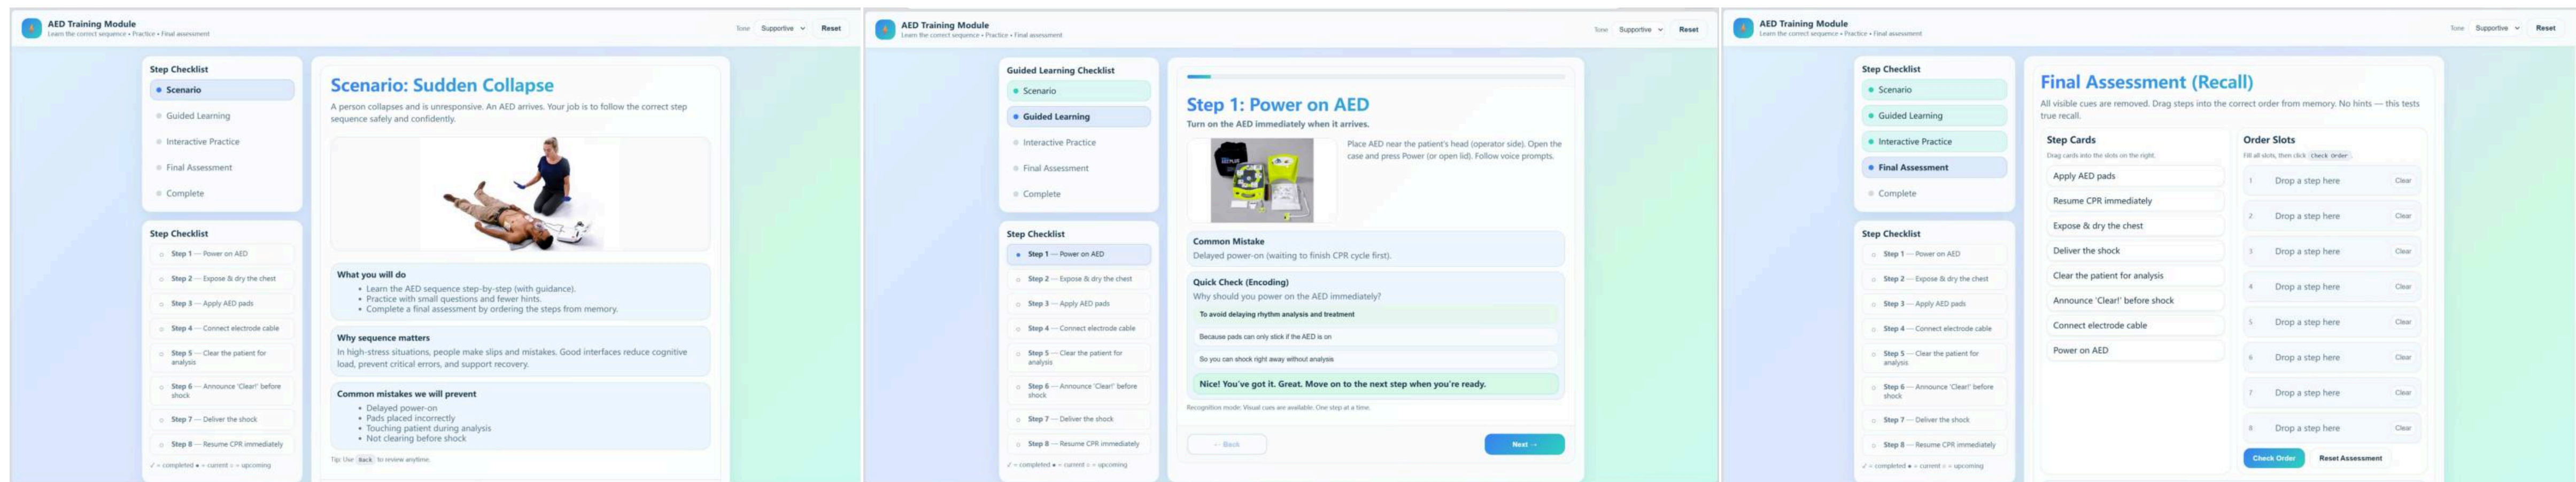 AED Training Module
Learn the correct sequence • Practice • Final assessment
Tone Supportive Reset
Step Checklist
Scenario
Guided Learning
Interactive Practice
Final Assessment
Complete
Step Checklist
Step 1 — Power on AED
Step 2 — Expose & dry the chest
Step 3 — Apply AED pads
Step 4 — Connect electrode cable
Step 5 — Clear the patient for
analysis
Step 6 — Announce 'Clear!' before
shock
Step 7 — Deliver the shock
Step 8 — Resume CPR immediately
✓ = completed ● = current ○ = upcoming
Scenario: Sudden Collapse
A person collapses and is unresponsive. An AED arrives. Your job is to follow the correct step
sequence safely and confidently.
What you will do
• Learn the AED sequence step-by-step (with guidance).
• Practice with small questions and fewer hints.
• Complete a final assessment by ordering the steps from memory.
Why sequence matters
In high-stress situations, people make slips and mistakes. Good interfaces reduce cognitive
load, prevent critical errors, and support recovery.
Common mistakes we will prevent
• Delayed power-on
• Pads placed incorrectly
• Touching patient during analysis
• Not clearing before shock
Tip: Use Back to review anytime.
AED Training Module
Learn the correct sequence • Practice • Final assessment
Tone Supportive Reset
Guided Learning Checklist
Scenario
Guided Learning
Interactive Practice
Final Assessment
Complete
Step Checklist
Step 1 — Power on AED
Step 2 — Expose & dry the chest
Step 3 — Apply AED pads
Step 4 — Connect electrode cable
Step 5 — Clear the patient for
analysis
Step 6 — Announce 'Clear!' before
shock
Step 7 — Deliver the shock
Step 8 — Resume CPR immediately
✓ = completed ● = current ○ = upcoming
Step 1: Power on AED
Turn on the AED immediately when it arrives.
Place AED near the patient's head (operator side). Open the
case and press Power (or open lid). Follow voice prompts.
Common Mistake
Delayed power-on (waiting to finish CPR cycle first).
Quick Check (Encoding)
Why should you power on the AED immediately?
To avoid delaying rhythm analysis and treatment
Because pads can only stick if the AED is on
So you can shock right away without analysis
Nice! You've got it. Great. Move on to the next step when you're ready.
Recognition mode: Visual cues are available. One step at a time.
← Back
Next →
AED Training Module
Learn the correct sequence • Practice • Final assessment
Tone Supportive Reset
Step Checklist
Scenario
Guided Learning
Interactive Practice
Final Assessment
Complete
Step Checklist
Step 1 — Power on AED
Step 2 — Expose & dry the chest
Step 3 — Apply AED pads
Step 4 — Connect electrode cable
Step 5 — Clear the patient for
analysis
Step 6 — Announce 'Clear!' before
shock
Step 7 — Deliver the shock
Step 8 — Resume CPR immediately
✓ = completed ● = current ○ = upcoming
Final Assessment (Recall)
All visible cues are removed. Drag steps into the correct order from memory. No hints — this tests
true recall.
Step Cards
Drag cards into the slots on the right.
Apply AED pads
Resume CPR immediately
Expose & dry the chest
Deliver the shock
Clear the patient for analysis
Announce 'Clear!' before shock
Connect electrode cable
Power on AED
Order Slots
Fill all slots, then click Check Order.
1 Drop a step here Clear
2 Drop a step here Clear
3 Drop a step here Clear
4 Drop a step here Clear
5 Drop a step here Clear
6 Drop a step here Clear
7 Drop a step here Clear
8 Drop a step here Clear
Check Order Reset Assessment